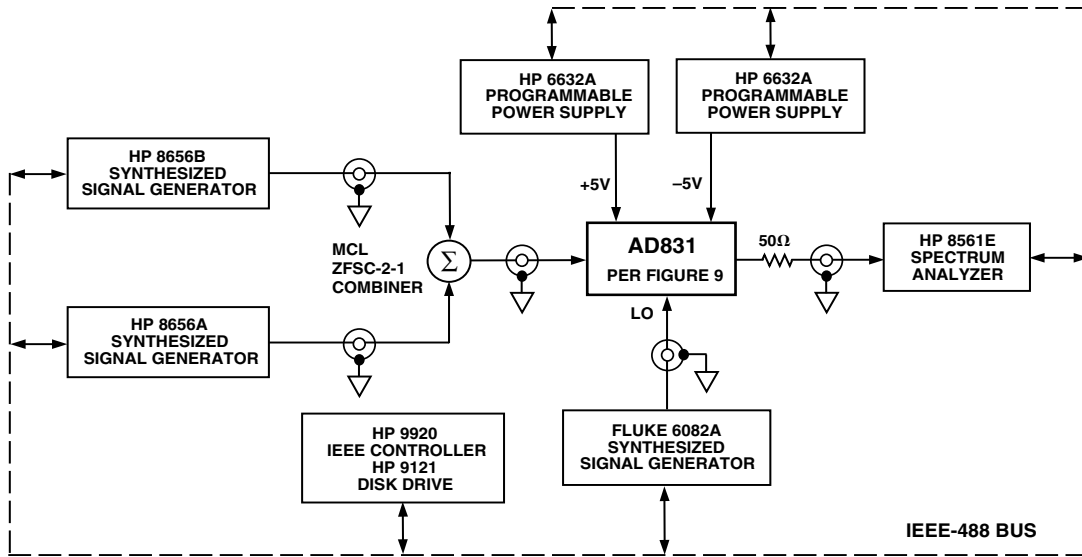 HP 6632A
PROGRAMMABLE
POWER SUPPLY
HP 6632A
PROGRAMMABLE
POWER SUPPLY
HP 8656B
SYNTHESIZED
SIGNAL GENERATOR
+5V
–5V
MCL
ZFSC-2-1
COMBINER
Σ
AD831
PER FIGURE 9
50Ω
HP 8561E
SPECTRUM
ANALYZER
LO
HP 8656A
SYNTHESIZED
SIGNAL GENERATOR
HP 9920
IEEE CONTROLLER
HP 9121
DISK DRIVE
FLUKE 6082A
SYNTHESIZED
SIGNAL GENERATOR
IEEE-488 BUS